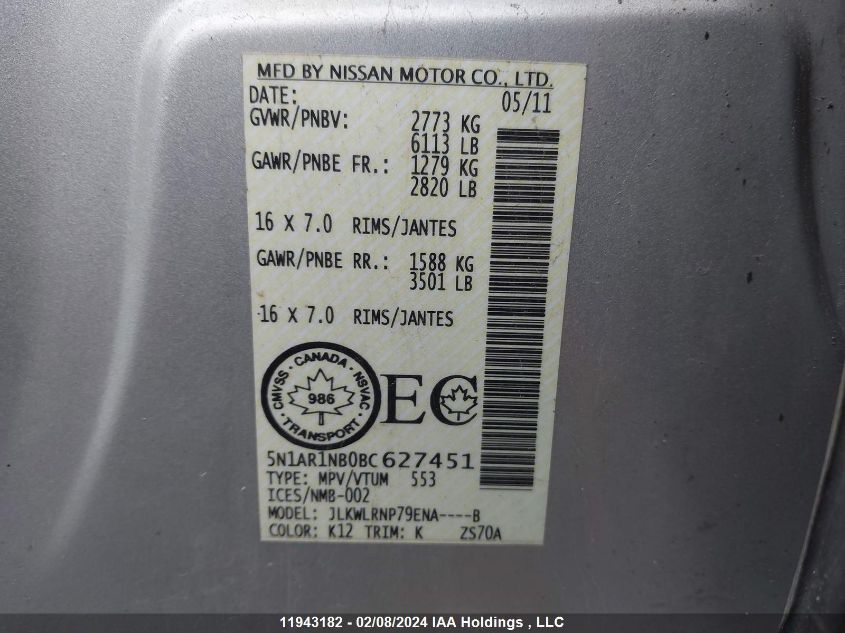 MFD BY NISSAN MOTOR CO., LTD.
DATE: 05/11
GVWR/PNBV: 2773 KG
6113 LB
GAWR/PNBE FR.: 1279 KG
2820 LB
16 X 7.0 RIMS/JANTES
GAWR/PNBE RR.: 1588 KG
3501 LB
16 X 7.0 RIMS/JANTES
CMVSS · CANADA · NSVAC · TRANSPORT ·
986
EC
5N1AR1NB0BC627451
TYPE: MPV/VTUM 553
ICES/NMB-002
MODEL: JLKWLRNP79ENA----B
COLOR: K12 TRIM: K ZS70A
11943182 - 02/08/2024 IAA Holdings , LLC